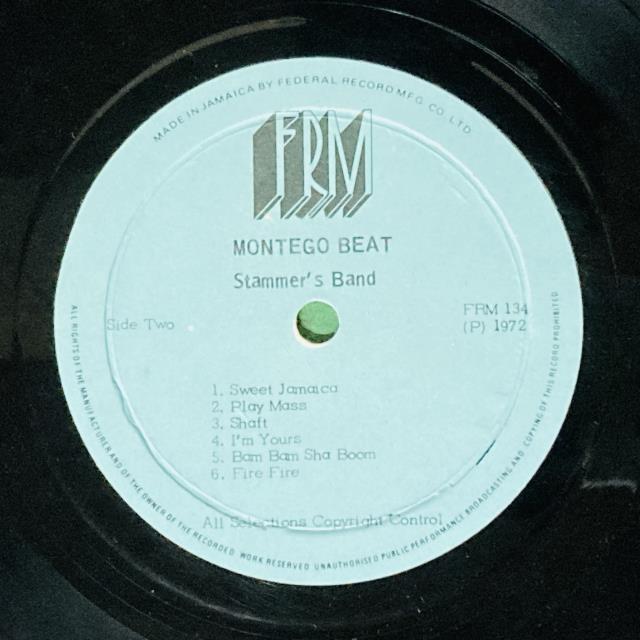 MADE IN JAMAICA BY FEDERAL RECORD MFG. CO. LTD.
FRM
MONTEGO BEAT
Stammer's Band
Side Two
FRM 134
(P) 1972
1. Sweet Jamaica
2. Play Mass
3. Shaft
4. I'm Yours
5. Bam Bam Sha Boom
6. Fire Fire
All Selections Copyright Control
ALL RIGHTS OF THE MANUFACTURER AND OF THE OWNER OF THE RECORDED WORK RESERVED UNAUTHORISED PUBLIC PERFORMANCE BROADCASTING AND COPYING OF THIS RECORD PROHIBITED